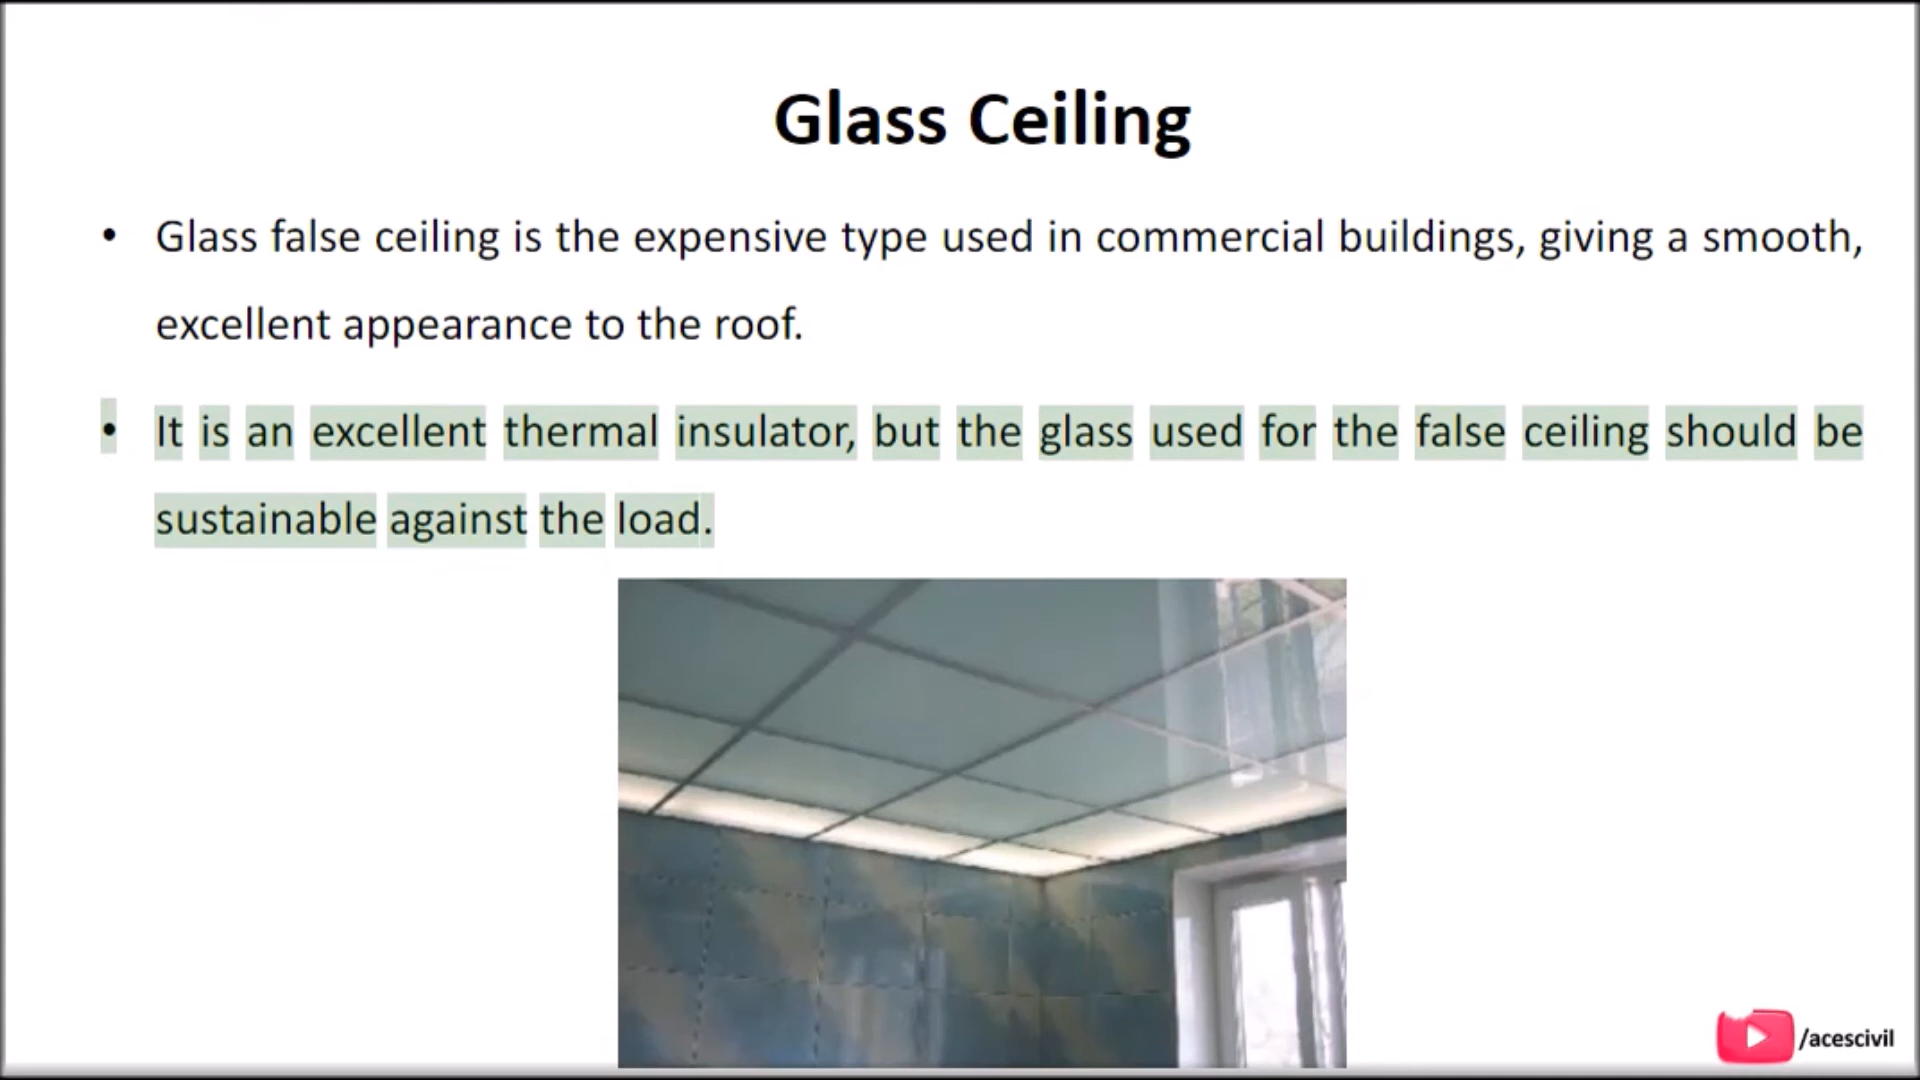 Glass Ceiling
• Glass false ceiling is the expensive type used in commercial buildings, giving a smooth,
excellent appearance to the roof.
• It is an excellent thermal insulator, but the glass used for the false ceiling should be
sustainable against the load.
/acescivil